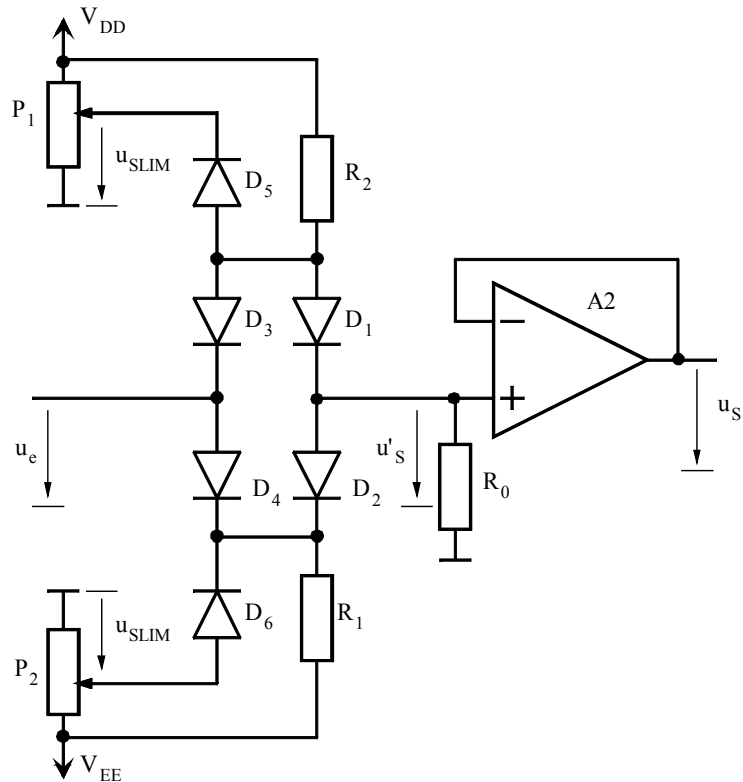 V_DD
P_1
u_SLIM
D_5
R_2
D_3
D_1
A2
−
+
u_e
u'_S
u_S
D_4
D_2
R_0
u_SLIM
D_6
R_1
P_2
V_EE